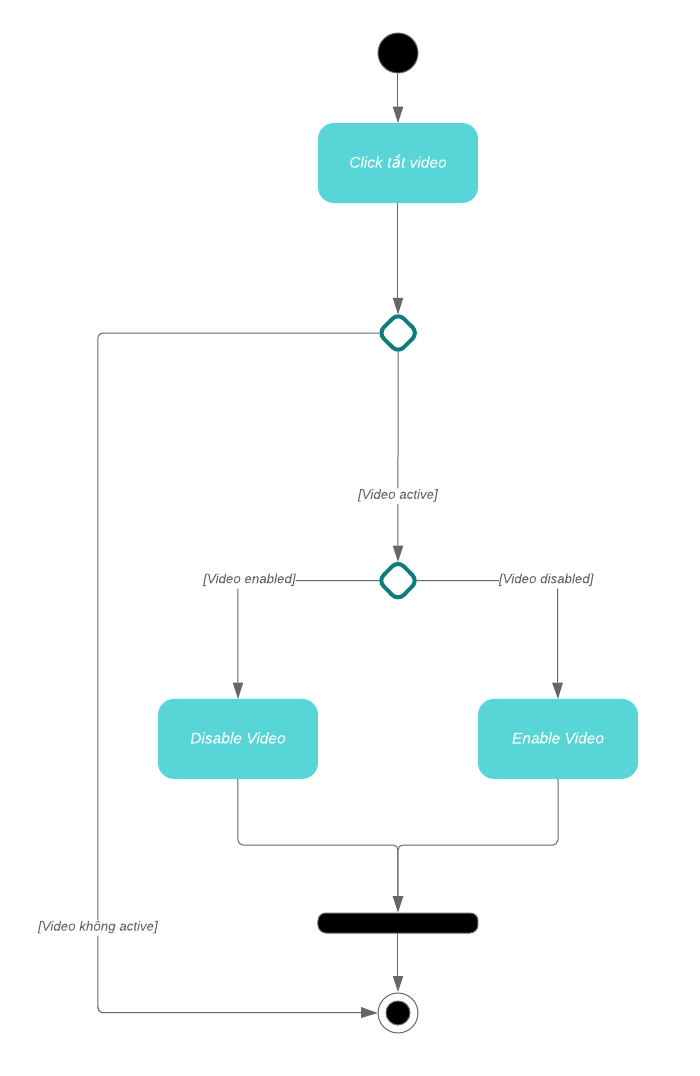 Click tắt video
[Video active]
[Video enabled]
[Video disabled]
Disable Video
Enable Video
[Video không active]